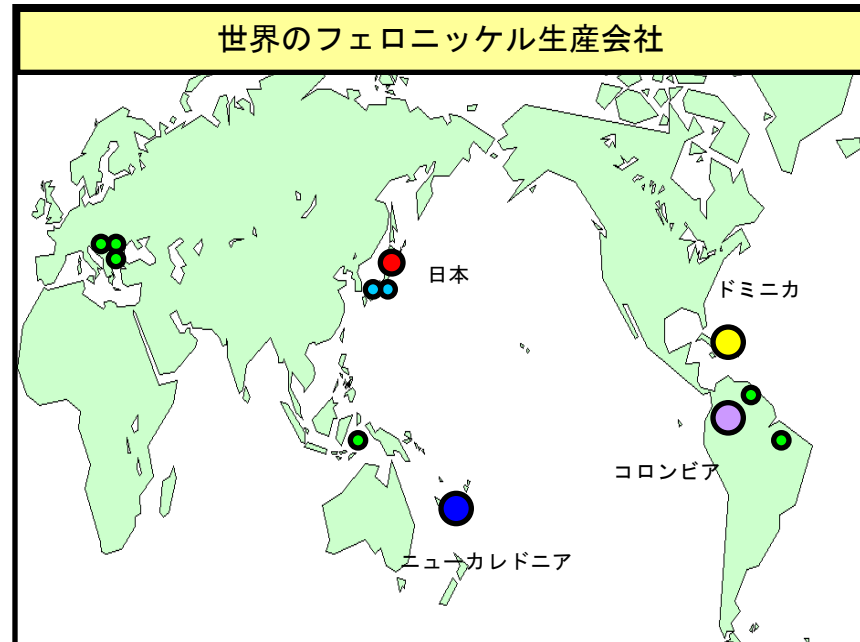 世界のフェロニッケル生産会社
日本
ドミニカ
コロンビア
ニューカレドニア